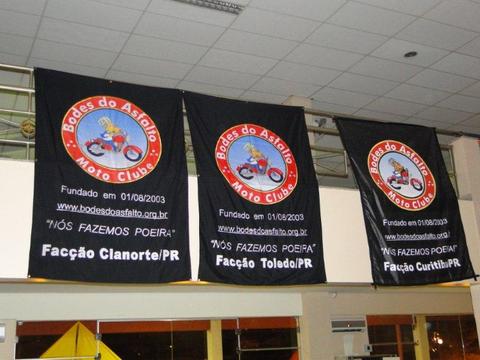 Bodes do Asfalto
Moto Clube
Fundado em 01/08/2003
www.bodesdoasfalto.org.br
"NÓS FAZEMOS POEIRA"
Facção Cianorte/PR
Bodes do Asfalto
Moto Clube
Fundado em 01/08/2003
www.bodesdoasfalto.org.br
"NÓS FAZEMOS POEIRA"
Facção Toledo/PR
Bodes do Asfalto
Moto Clube
Fundado em 01/08/2003
www.bodesdoasfalto.org.br
"NÓS FAZEMOS POEIRA"
Facção Curitiba/PR